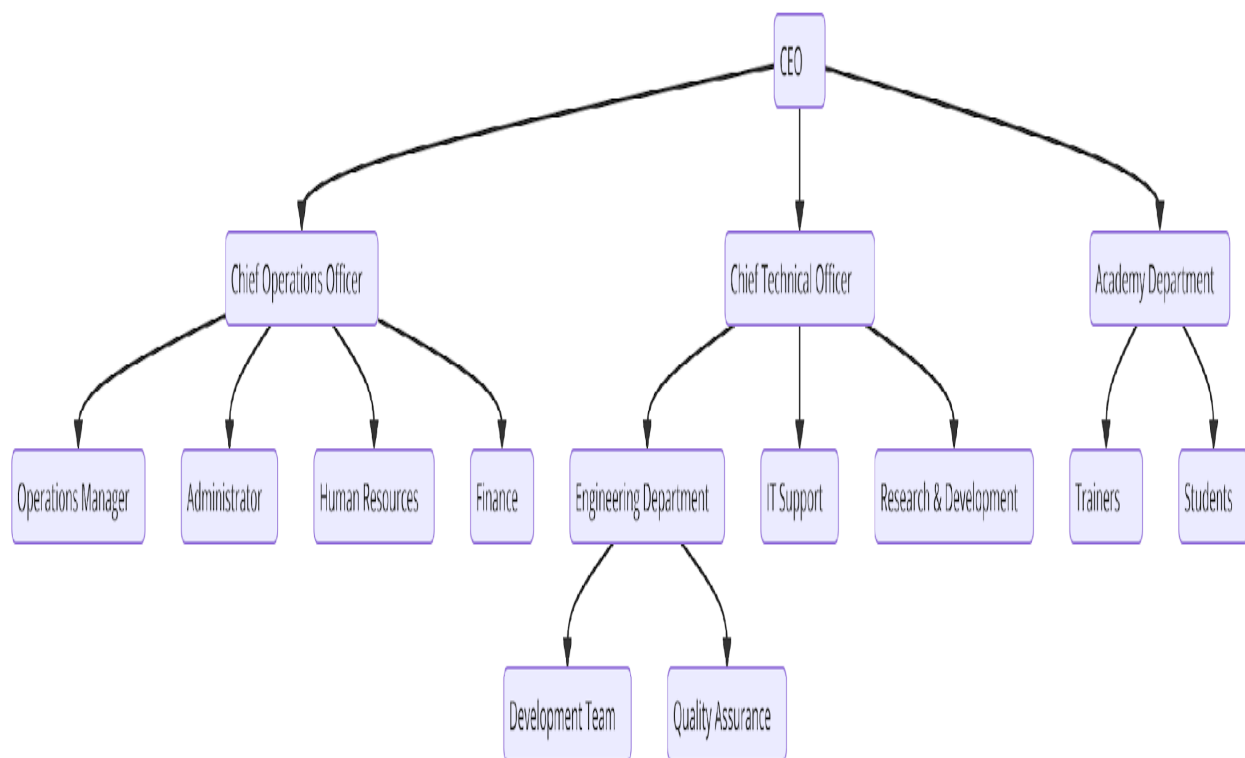 CEO
Chief Operations Officer
Chief Technical Officer
Academy Department
Operations Manager
Administrator
Human Resources
Finance
Engineering Department
IT Support
Research & Development
Trainers
Students
Development Team
Quality Assurance